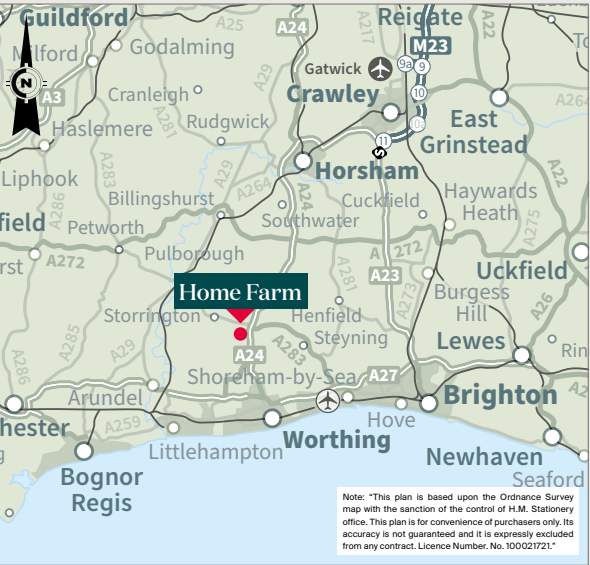 Guildford
A25
A24
A217
Reigate
A22
Milford
Godalming
M23
Gatwick
9a
9
N
A3
A29
Cranleigh
Crawley
10
A264
A281
Rudgwick
East
Grinstead
11
Haslemere
S
A283
A29
A264
Horsham
A22
Liphook
A286
Billingshurst
A24
Cuckfield
Haywards
Heath
Southwater
A275
field
Petworth
A272
rst
A272
Pulborough
A23
A281
A273
Uckfield
Home Farm
Burgess
Hill
A26
Storrington
Henfield
Steyning
Lewes
A286
A285
A29
A24
A283
Rin
Shoreham-by-Sea
A27
A2
Arundel
Brighton
hester
A259
Hove
Worthing
Littlehampton
Newhaven
Bognor
Regis
Seaford
Note: "This plan is based upon the Ordnance Survey
map with the sanction of the control of H.M. Stationery
office. This plan is for convenience of purchasers only. Its
accuracy is not guaranteed and it is expressly excluded
from any contract. Licence Number. No. 100021721."